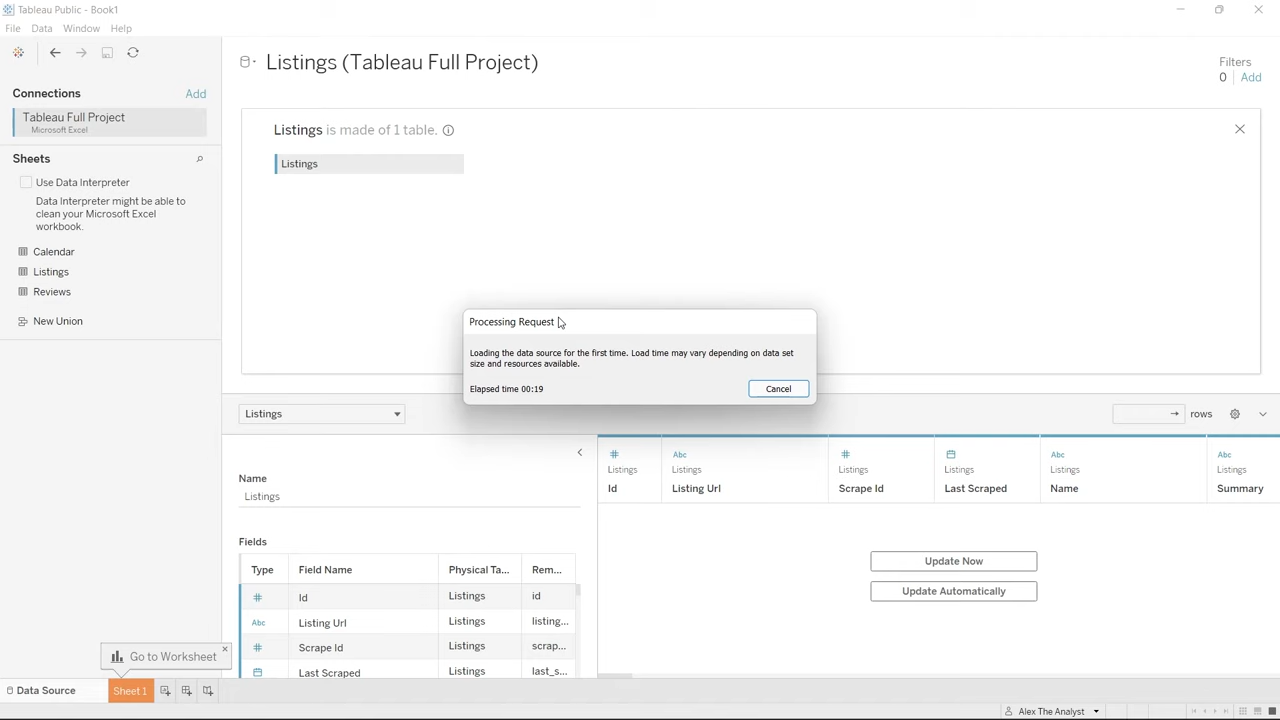 Tableau Public - Book1
File Data Window Help
Connections Add
Tableau Full Project
Microsoft Excel
Sheets
Use Data Interpreter
Data Interpreter might be able to
clean your Microsoft Excel
workbook.
Calendar
Listings
Reviews
New Union
Listings (Tableau Full Project)
Filters
0 Add
Listings is made of 1 table.
Listings
Processing Request
Loading the data source for the first time. Load time may vary depending on data set
size and resources available.
Elapsed time 00:19
Cancel
Listings
rows
Name
Listings
Fields
Type Field Name Physical Ta... Rem...
# Id Listings id
Abc Listing Url Listings listing...
# Scrape Id Listings scrap...
Last Scraped Listings last_s...
# Abc # Abc Abc
Listings Listings Listings Listings Listings Listings
Id Listing Url Scrape Id Last Scraped Name Summary
Update Now
Update Automatically
Go to Worksheet
Data Source Sheet 1
Alex The Analyst